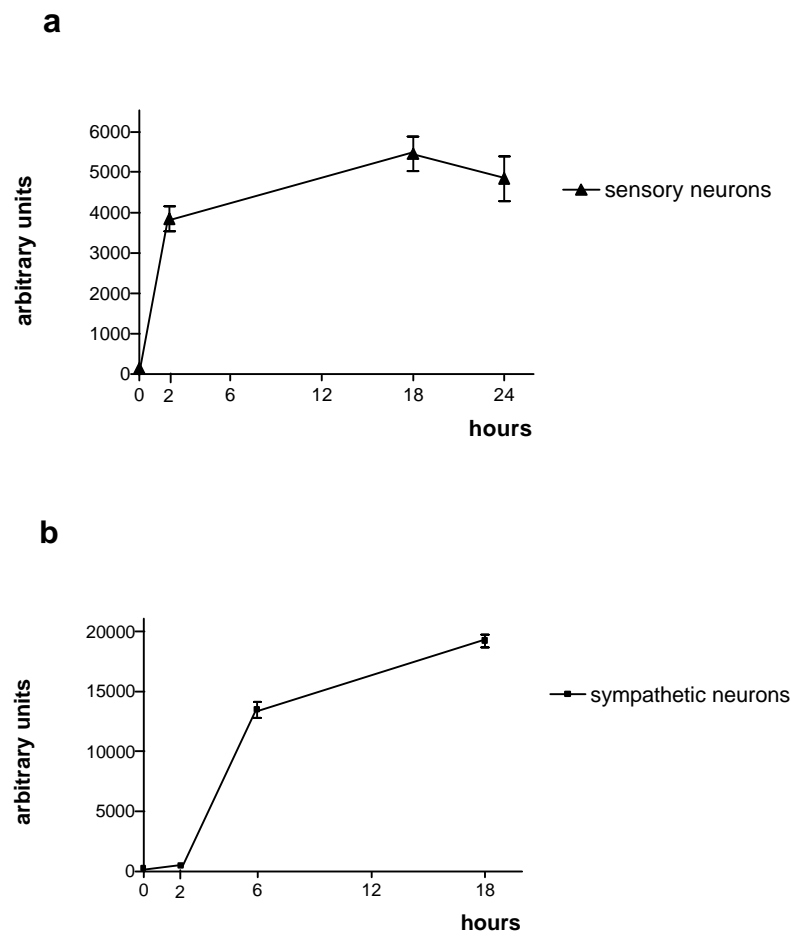 a
6000
5000
4000
3000
2000
1000
0
arbitrary units
0 2 6 12 18 24
hours
sensory neurons
b
20000
15000
10000
5000
0
arbitrary units
0 2 6 12 18
hours
sympathetic neurons